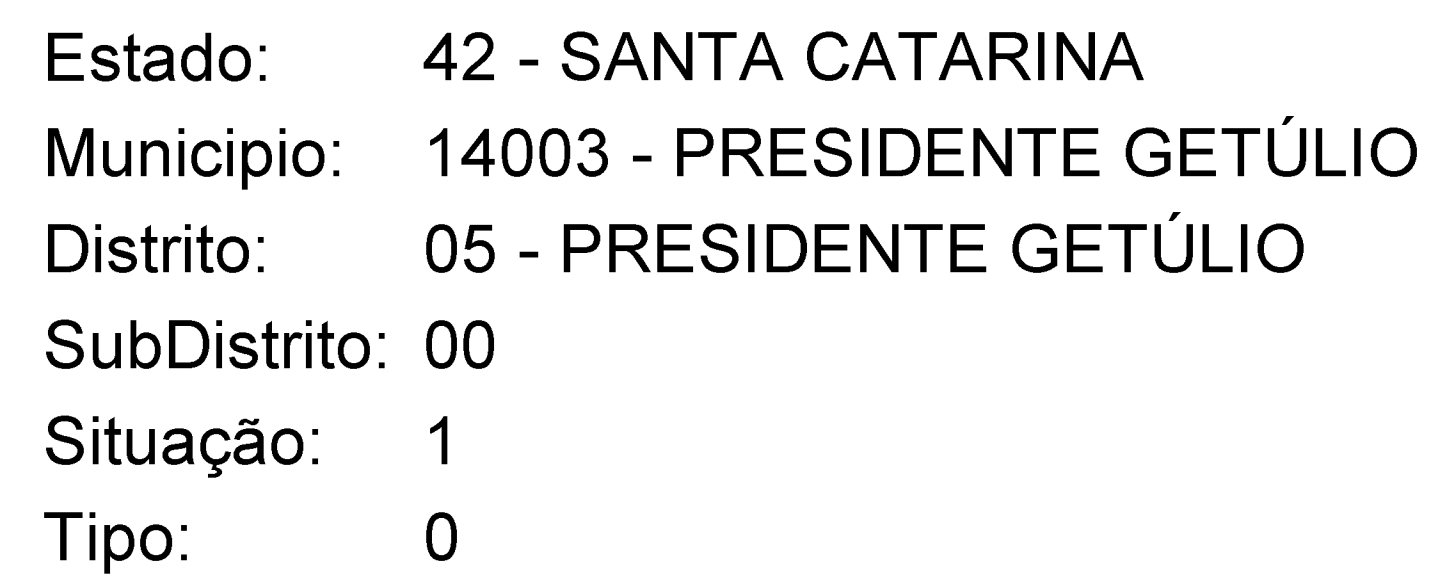 Estado: 42 - SANTA CATARINA
Municipio: 14003 - PRESIDENTE GETÚLIO
Distrito: 05 - PRESIDENTE GETÚLIO
SubDistrito: 00
Situação: 1
Tipo: 0